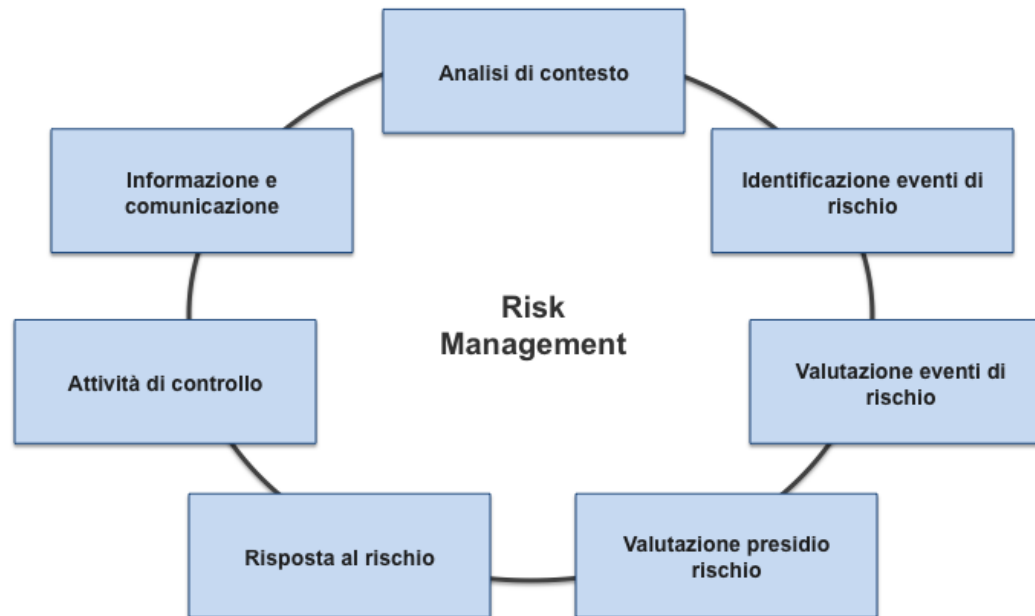 Analisi di contesto
Identificazione eventi di
rischio
Valutazione eventi di
rischio
Valutazione presidio
rischio
Risposta al rischio
Attività di controllo
Informazione e
comunicazione
Risk
Management